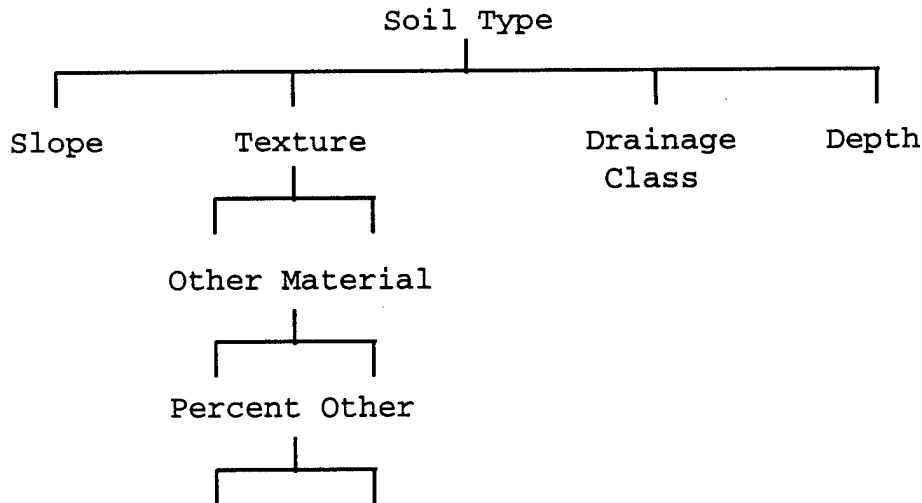 Soil Type
Slope Texture Drainage Depth
Class
Other Material
Percent Other